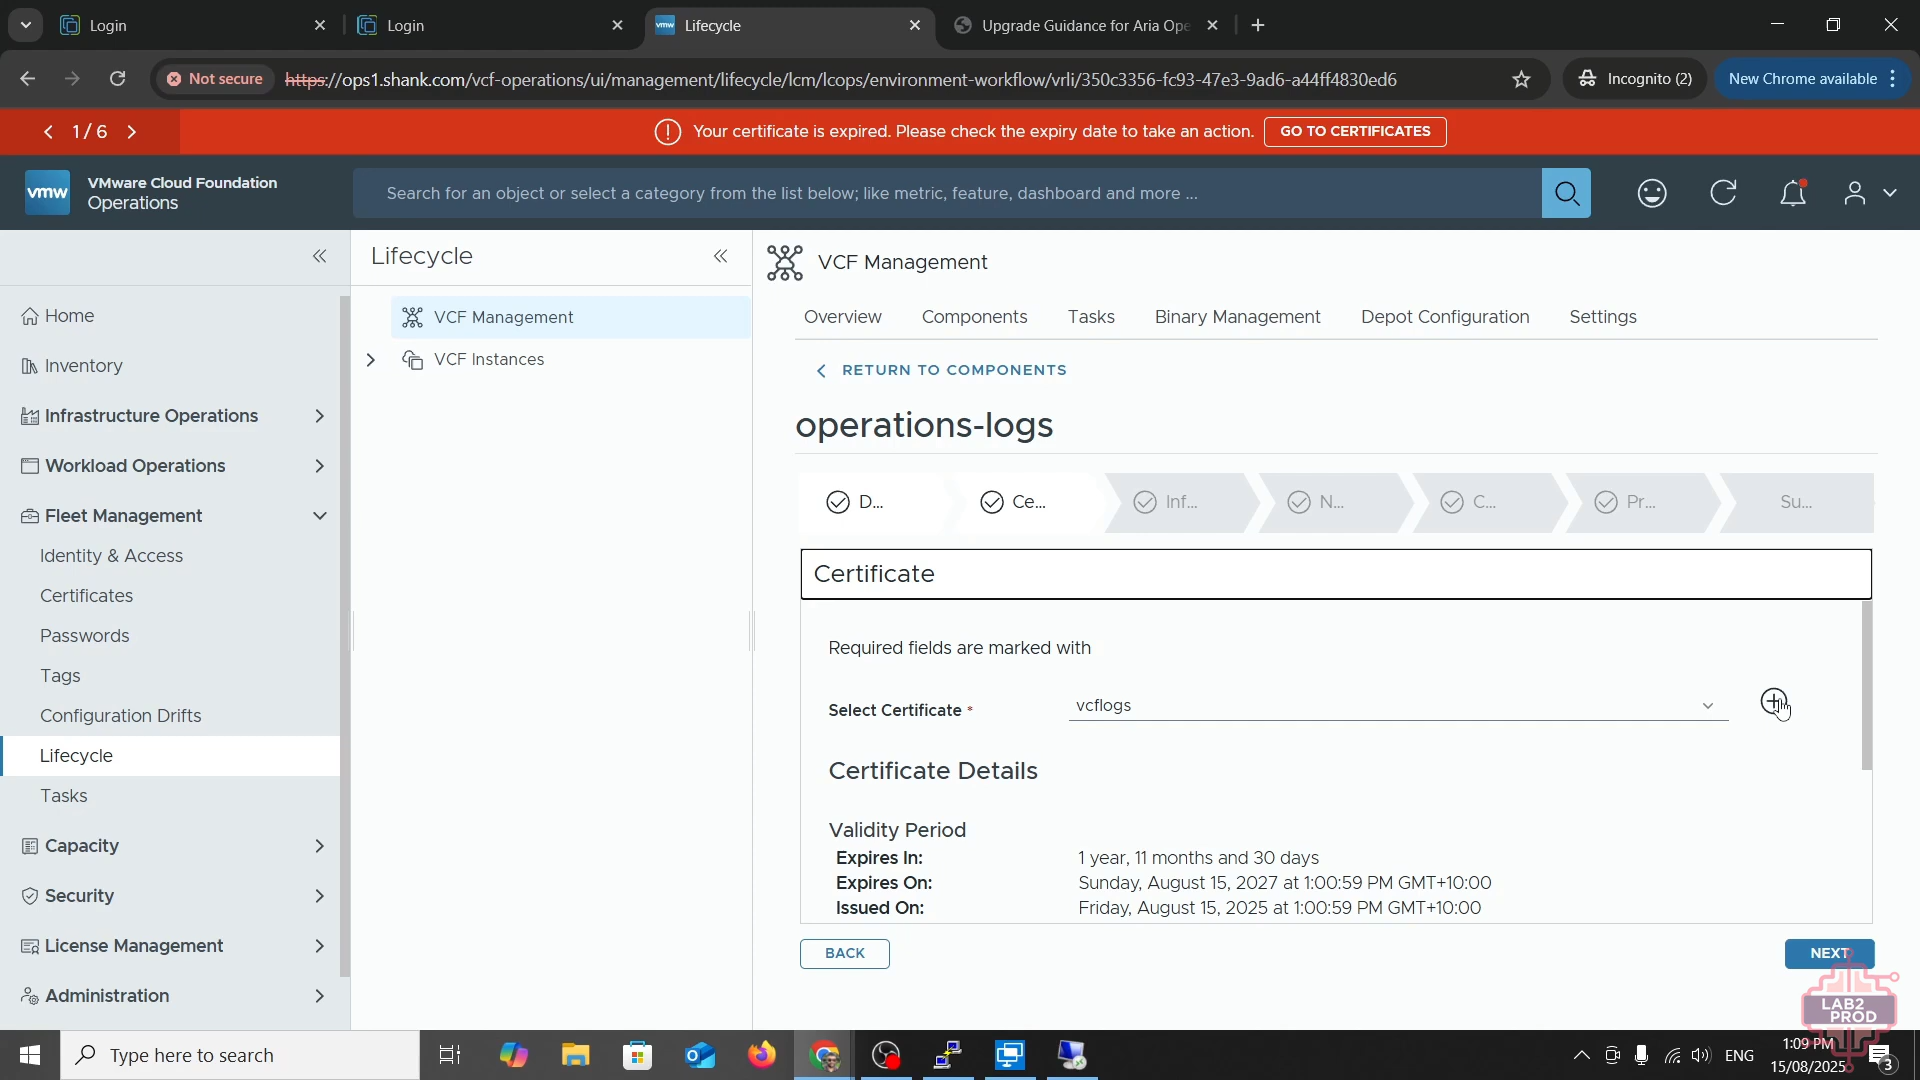 Login
Login
vmw
Lifecycle
Upgrade Guidance for Aria Ope
Not secure
https://ops1.shank.com/vcf-operations/ui/management/lifecycle/lcm/lcops/environment-workflow/vrli/350c3356-fc93-47e3-9ad6-a44ff4830ed6
Incognito (2)
New Chrome available
1 / 6
Your certificate is expired. Please check the expiry date to take an action.
GO TO CERTIFICATES
vmw
VMware Cloud Foundation
Operations
Search for an object or select a category from the list below; like metric, feature, dashboard and more ...
Home
Inventory
Infrastructure Operations
Workload Operations
Fleet Management
Identity & Access
Certificates
Passwords
Tags
Configuration Drifts
Lifecycle
Tasks
Capacity
Security
License Management
Administration
Lifecycle
VCF Management
VCF Instances
VCF Management
Overview
Components
Tasks
Binary Management
Depot Configuration
Settings
RETURN TO COMPONENTS
operations-logs
D...
Ce...
Inf...
N...
C...
Pr...
Su...
Certificate
Required fields are marked with
Select Certificate *
vcflogs
Certificate Details
Validity Period
Expires In:
1 year, 11 months and 30 days
Expires On:
Sunday, August 15, 2027 at 1:00:59 PM GMT+10:00
Issued On:
Friday, August 15, 2025 at 1:00:59 PM GMT+10:00
BACK
NEXT
LAB2
PROD
Type here to search
ENG
1:09 PM
15/08/2025
3